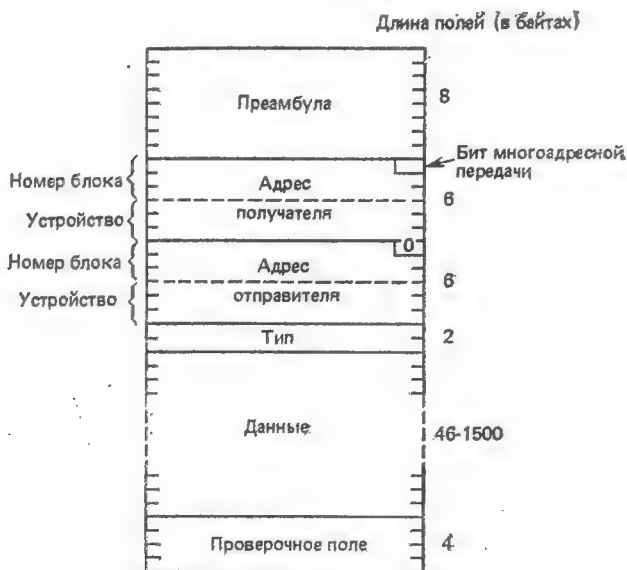 Длина полей (в байтах)
Преамбула
8
Бит многоадресной
передачи
Номер блока
Адрес
6
Устройство
получателя
0
Номер блока
Адрес
6
Устройство
отправителя
Тип
2
Данные
46-1500
Проверочное поле
4